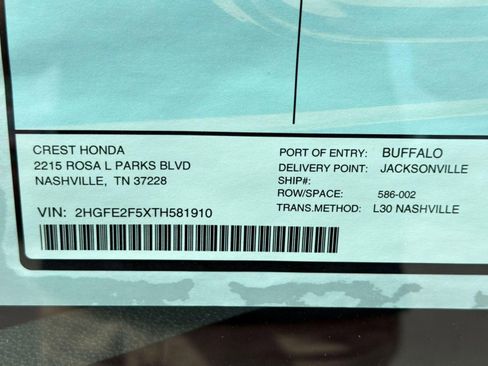 CREST HONDA
2215 ROSA L PARKS BLVD
NASHVILLE, TN 37228
VIN: 2HGFE2F5XTH581910
PORT OF ENTRY: BUFFALO
DELIVERY POINT: JACKSONVILLE
SHIP#:
ROW/SPACE: 586-002
TRANS.METHOD: L30 NASHVILLE